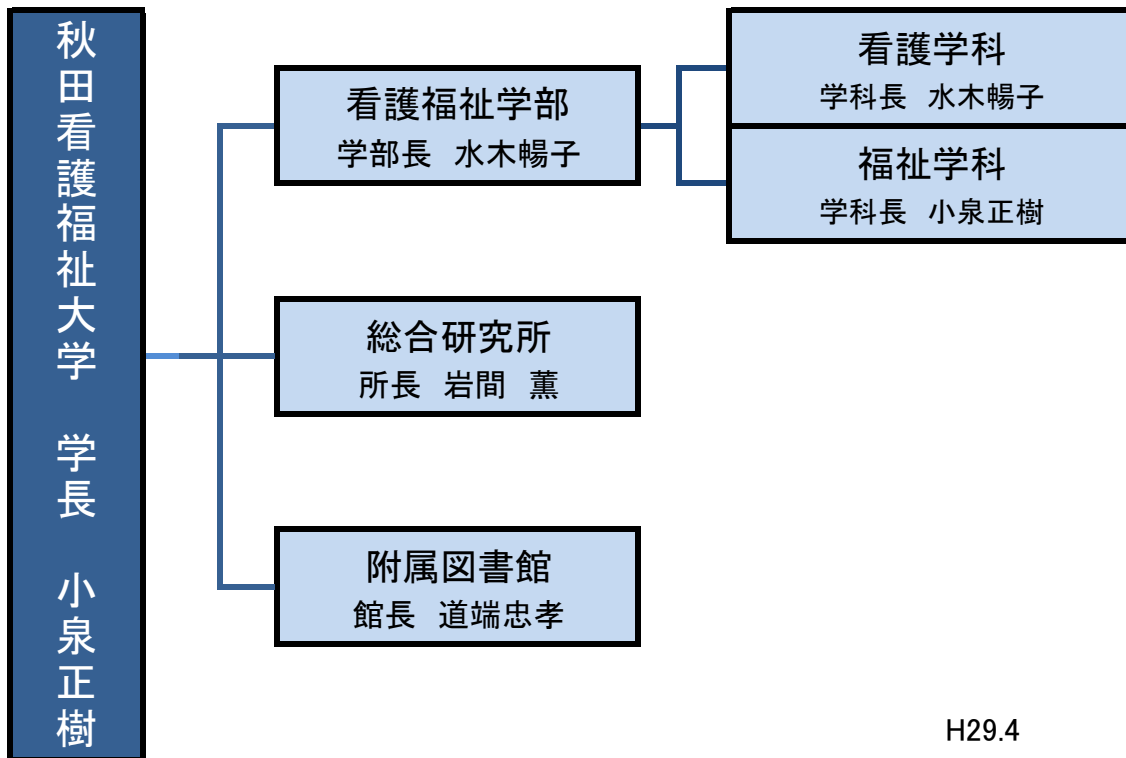 秋田看護福祉大学　学長　小泉正樹
看護福祉学部
学部長　水木暢子
看護学科
学科長　水木暢子
福祉学科
学科長　小泉正樹
総合研究所
所長　岩間　薫
附属図書館
館長　道端忠孝
H29.4